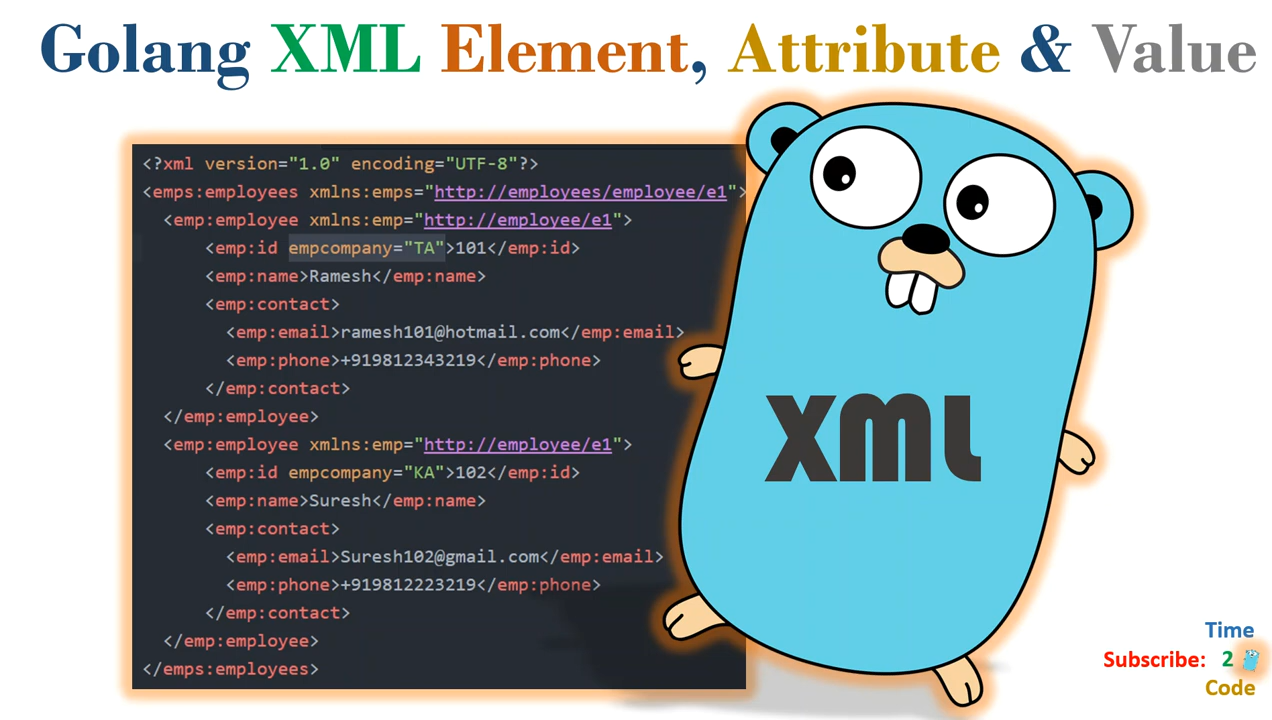 Golang XML Element, Attribute & Value
<?xml version="1.0" encoding="UTF-8"?>
<emps:employees xmlns:emps="http://employees/employee/e1">
<emp:employee xmlns:emp="http://employee/e1">
<emp:id empcompany="TA">101</emp:id>
<emp:name>Ramesh</emp:name>
<emp:contact>
<emp:email>ramesh101@hotmail.com</emp:email>
<emp:phone>+919812343219</emp:phone>
</emp:contact>
</emp:employee>
<emp:employee xmlns:emp="http://employee/e1">
<emp:id empcompany="KA">102</emp:id>
<emp:name>Suresh</emp:name>
<emp:contact>
<emp:email>Suresh102@gmail.com</emp:email>
<emp:phone>+919812223219</emp:phone>
</emp:contact>
</emp:employee>
</emps:employees>
XML
Time
Subscribe: 2
Code